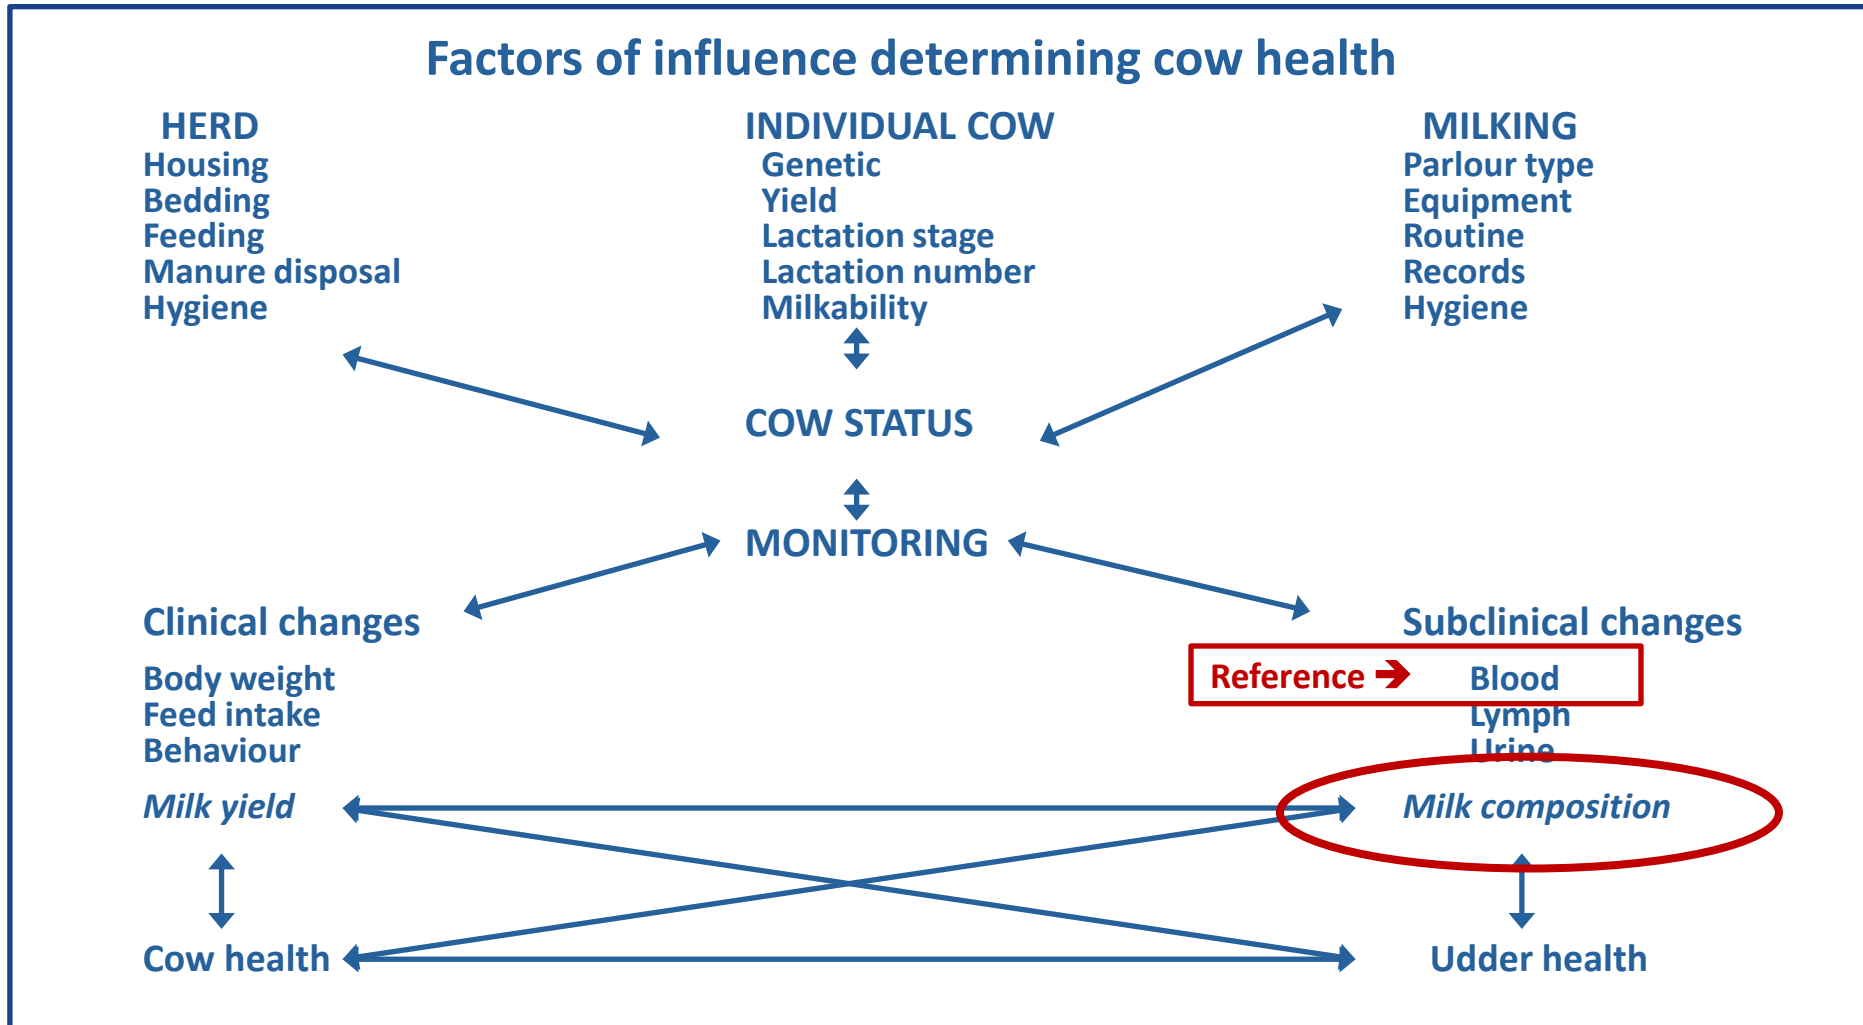 Factors of influence determining cow health
HERD
Housing
Bedding
Feeding
Manure disposal
Hygiene
INDIVIDUAL COW
Genetic
Yield
Lactation stage
Lactation number
Milkability
MILKING
Parlour type
Equipment
Routine
Records
Hygiene
COW STATUS
MONITORING
Clinical changes
Body weight
Feed intake
Behaviour
Milk yield
Cow health
Subclinical changes
Reference ➔ Blood
Lymph
Urine
Milk composition
Udder health